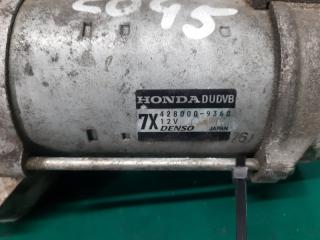 2045
HONDA DUDVB
7X 428000-9360
12V
DENSO JAPAN